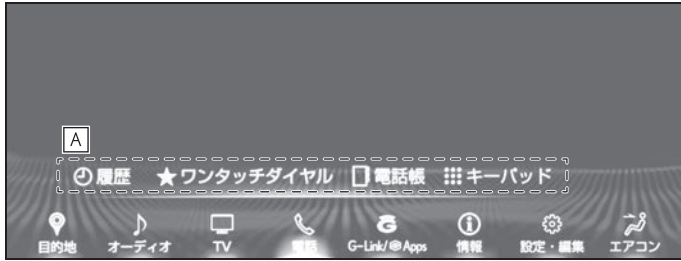 A
履歴 ワンタッチダイヤル 電話帳 キーパッド
目的地 オーディオ TV 電話 G-Link/Apps 情報 設定・編集 エアコン